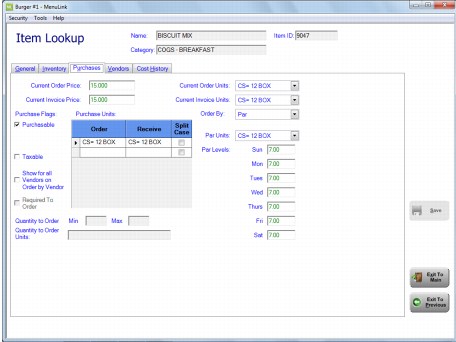 Burger #1 - MenuLink
Security Tools Help
Item Lookup
Name: BISCUIT MIX Item ID: 9047
Category: COGS - BREAKFAST
General Inventory Purchases Vendors Cost History
Current Order Price: 15.000 Current Order Units: CS= 12 BOX
Current Invoice Price: 15.000 Current Invoice Units: CS= 12 BOX
Purchase Flags: Purchase Units: Order By: Par
Purchasable Order Receive Split Case
CS= 12 BOX CS= 12 BOX
Par Units: CS= 12 BOX
Par Levels: Sun 7.00
Taxable
Mon 7.00
Show for all Vendors on Order by Vendor
Tues 7.00
Wed 7.00
Required To Order
Thurs 7.00
Quantity to Order Min Max
Fri 7.00
Quantity to Order Units:
Sat 7.00
Save
Exit To Main
Exit To Previous